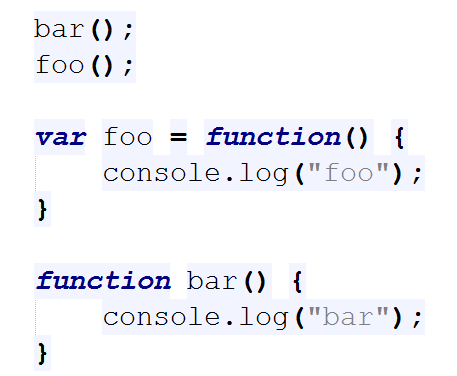 bar();
foo();
var foo = function() {
console.log("foo");
}
function bar() {
console.log("bar");
}